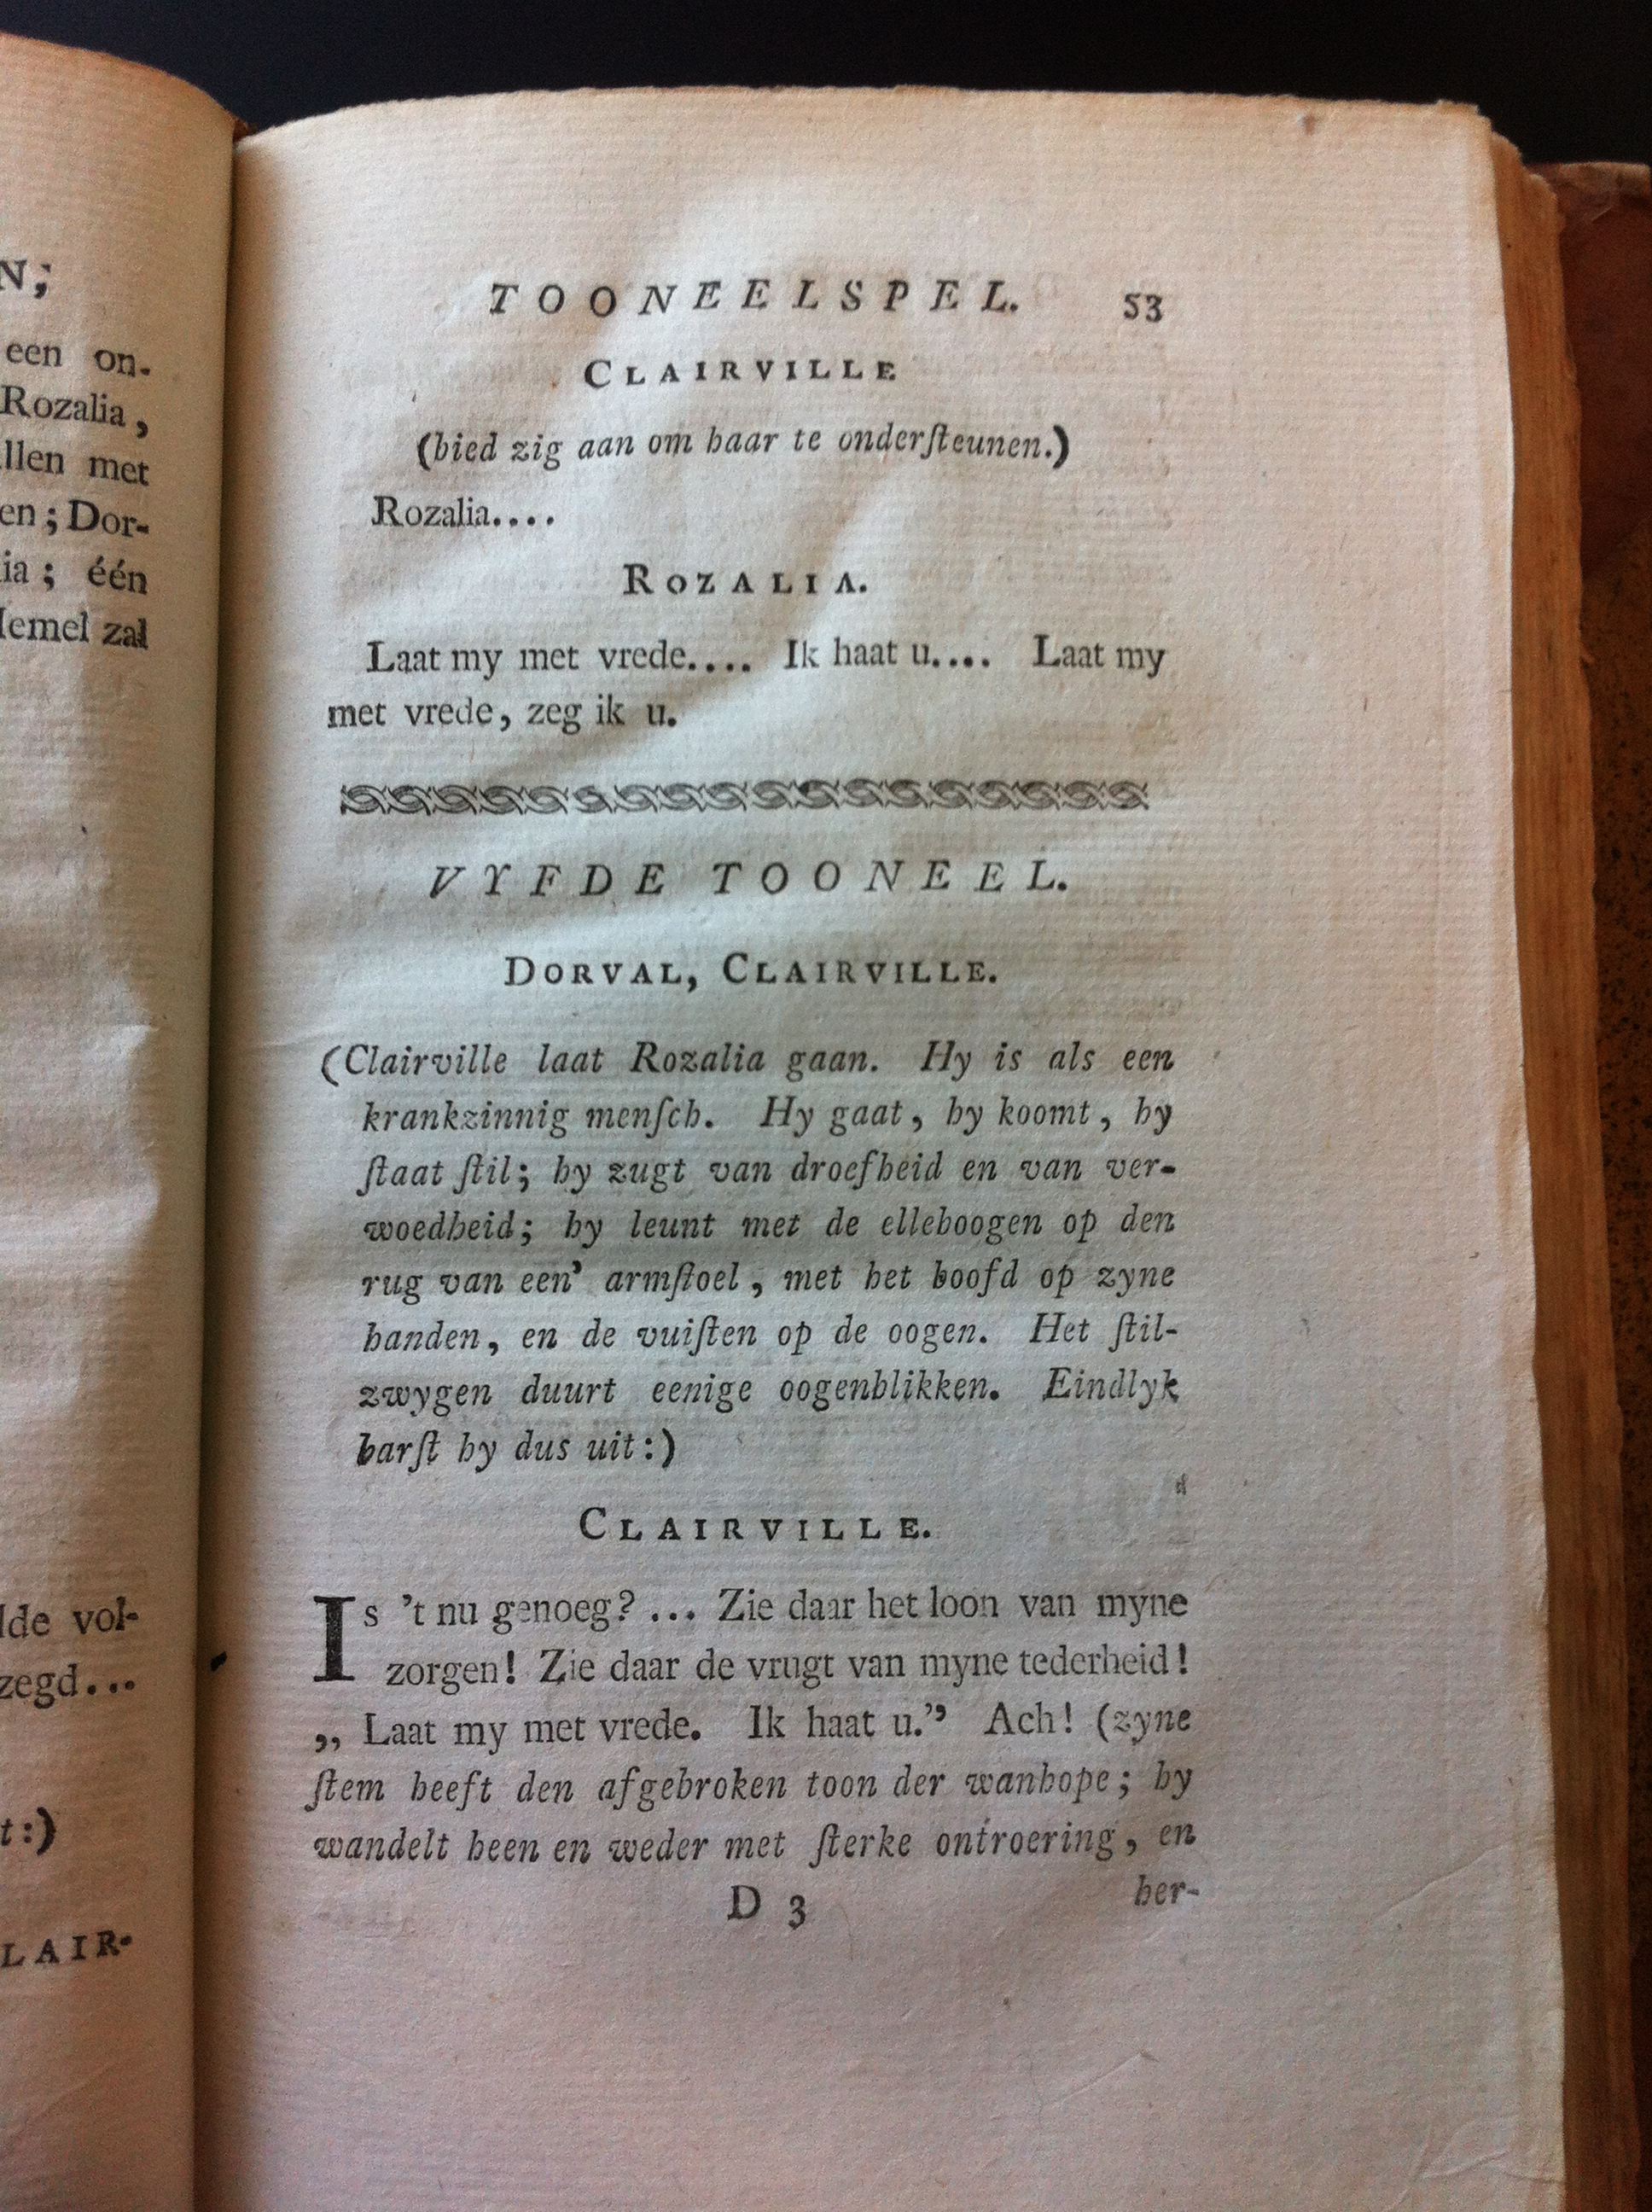 N;
een on-
Rozalia,
llen met
en; Dor-
ia; één
Hemel zal
lde vol-
zegd...
t:)
LAIR-
TOONEELSPEL. 53
CLAIRVILLE
(bied zig aan om haar te onderſteunen.)
Rozalia....
ROZALIA.
Laat my met vrede.... Ik haat u.... Laat my
met vrede, zeg ik u.
VYFDE TOONEEL.
DORVAL, CLAIRVILLE.
(Clairville laat Rozalia gaan. Hy is als een
krankzinnig menſch. Hy gaat, hy koomt, hy
ſtaat ſtil; hy zugt van droefheid en van ver-
woedheid; hy leunt met de elleboogen op den
rug van een’ armſtoel, met het hoofd op zyne
handen, en de vuiſten op de oogen. Het ſtil-
zwygen duurt eenige oogenblikken. Eindlyk
barſt hy dus uit:)
CLAIRVILLE.
Is ’t nu genoeg?... Zie daar het loon van myne
zorgen! Zie daar de vrugt van myne tederheid!
„ Laat my met vrede. Ik haat u.” Ach! (zyne
ſtem heeft den afgebroken toon der wanhope; hy
wandelt heen en weder met ſterke ontroering, en
D 3 her-